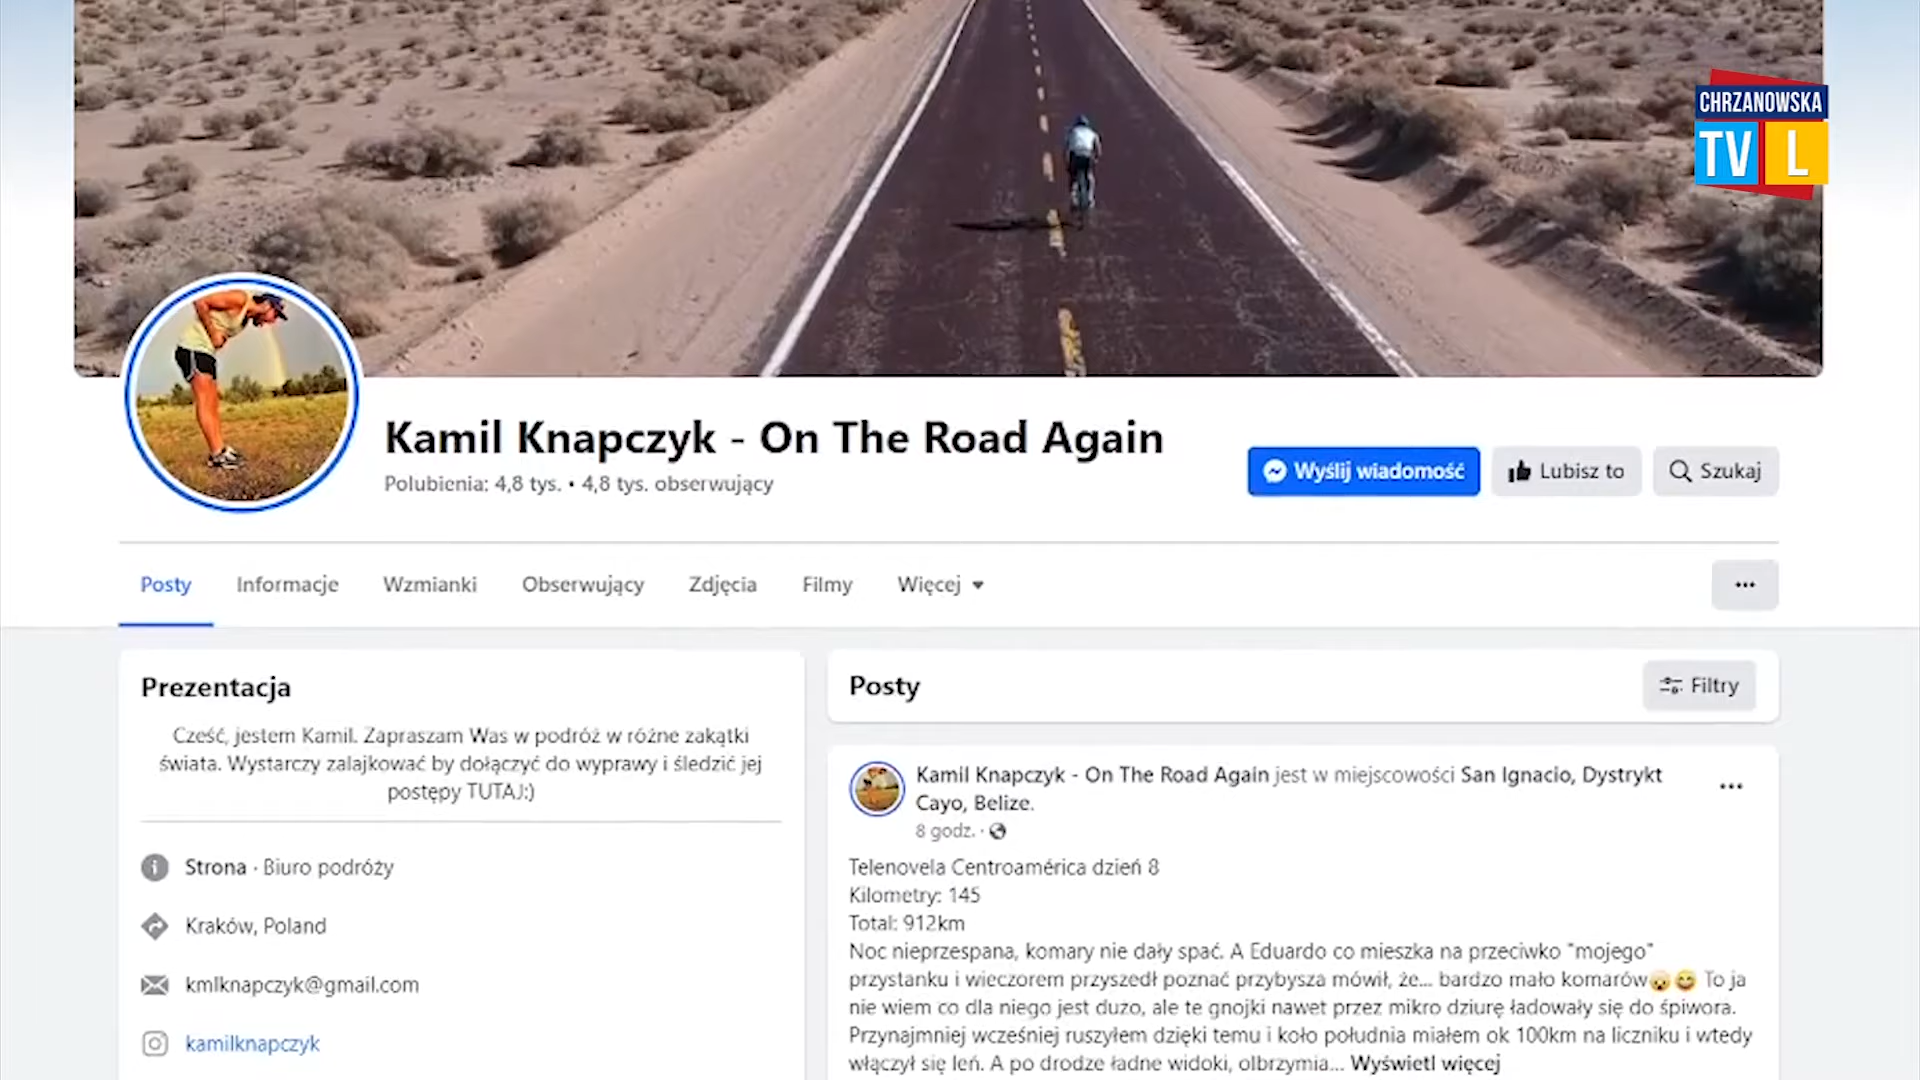 CHRZANOWSKA
TV L
Kamil Knapczyk - On The Road Again
Polubienia: 4,8 tys. • 4,8 tys. obserwujący
Wyślij wiadomość
Lubisz to
Szukaj
Posty
Informacje
Wzmianki
Obserwujący
Zdjęcia
Filmy
Więcej
Prezentacja
Cześć, jestem Kamil. Zapraszam Was w podróż w różne zakątki
świata. Wystarczy zalajkować by dołączyć do wyprawy i śledzić jej
postępy TUTAJ:)
Strona · Biuro podróży
Kraków, Poland
kmlknapczyk@gmail.com
kamilknapczyk
Posty
Filtry
Kamil Knapczyk - On The Road Again jest w miejscowości San Ignacio, Dystrykt
Cayo, Belize.
8 godz. ·
Telenovela Centroamérica dzień 8
Kilometry: 145
Total: 912km
Noc nieprzespana, komary nie dały spać. A Eduardo co mieszka na przeciwko "mojego"
przystanku i wieczorem przyszedł poznać przybysza mówił, że... bardzo mało komarów😮😅 To ja
nie wiem co dla niego jest duzo, ale te gnojki nawet przez mikro dziurę ładowały się do śpiwora.
Przynajmniej wcześniej ruszyłem dzięki temu i koło południa miałem ok 100km na liczniku i wtedy
włączył się leń. A po drodze ładne widoki, olbrzymia... Wyświetl więcej